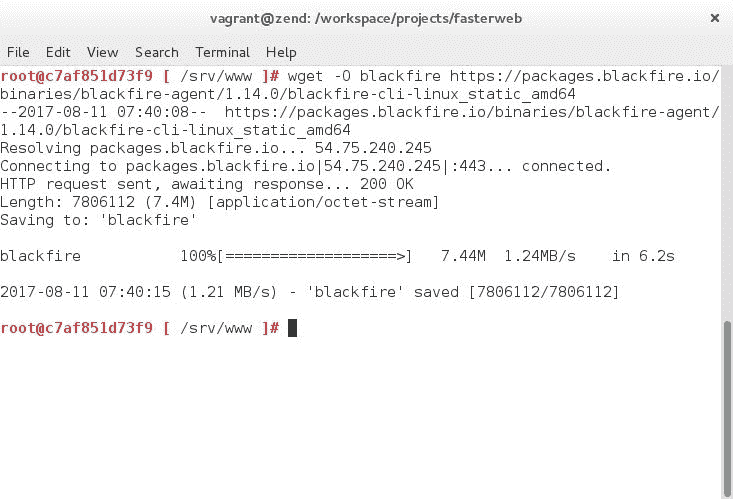 vagrant@zend: /workspace/projects/fasterweb ×
File Edit View Search Terminal Help
root@c7af851d73f9 [ /srv/www ]# wget -O blackfire https://packages.blackfire.io/
binaries/blackfire-agent/1.14.0/blackfire-cli-linux_static_amd64
--2017-08-11 07:40:08--  https://packages.blackfire.io/binaries/blackfire-agent/
1.14.0/blackfire-cli-linux_static_amd64
Resolving packages.blackfire.io... 54.75.240.245
Connecting to packages.blackfire.io|54.75.240.245|:443... connected.
HTTP request sent, awaiting response... 200 OK
Length: 7806112 (7.4M) [application/octet-stream]
Saving to: 'blackfire'
blackfire           100%[===================>]   7.44M  1.24MB/s    in 6.2s
2017-08-11 07:40:15 (1.21 MB/s) - 'blackfire' saved [7806112/7806112]
root@c7af851d73f9 [ /srv/www ]#